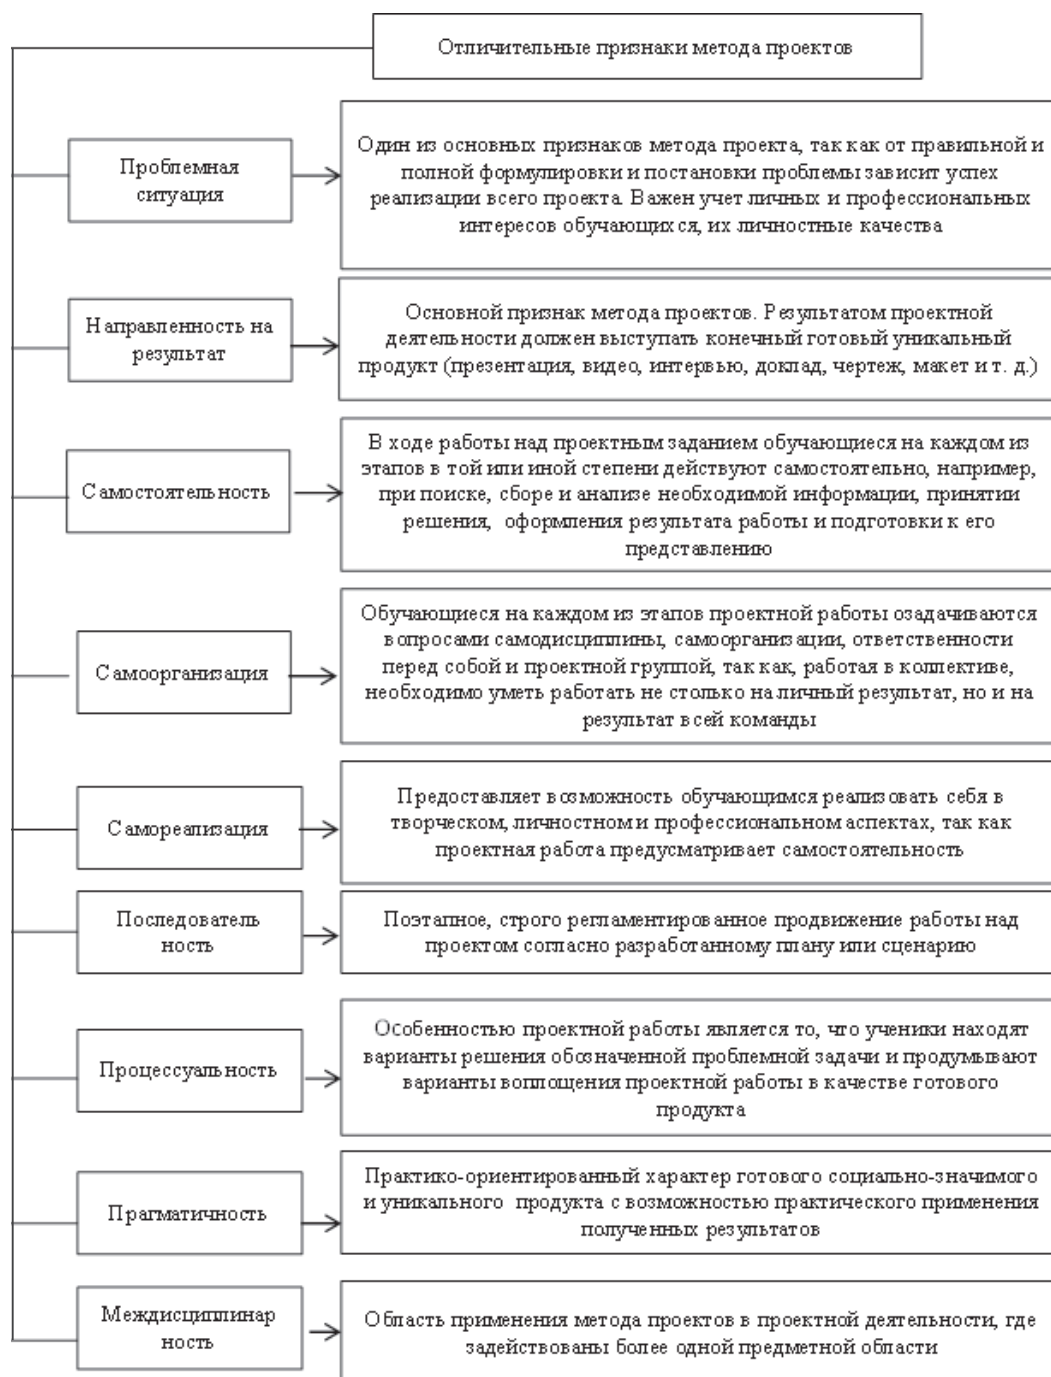 Отличительные признаки метода проектов
Проблемная
ситуация
Один из основных признаков метода проекта, так как от правильной и
полной формулировки и постановки проблемы зависит успех
реализации всего проекта. Важен учет личных и профессиональных
интересов обучающихся, их личностные качества
Направленность на
результат
Основной признак метода проектов. Результатом проектной
деятельности должен выступать конечный готовый уникальный
продукт (презентация, видео, интервью, доклад, чертеж, макет и т. д.)
Самостоятельность
В ходе работы над проектным заданием обучающиеся на каждом из
этапов в той или иной степени действуют самостоятельно, например,
при поиске, сборе и анализе необходимой информации, принятии
решения, оформления результата работы и подготовки к его
представлению
Самоорганизация
Обучающиеся на каждом из этапов проектной работы озадачиваются
вопросами самодисциплины, самоорганизации, ответственности
перед собой и проектной группой, так как, работая в коллективе,
необходимо уметь работать не столько на личный результат, но и на
результат всей команды
Самореализация
Предоставляет возможность обучающимся реализовать себя в
творческом, личностном и профессиональном аспектах, так как
проектная работа предусматривает самостоятельность
Последователь
ность
Поэтапное, строго регламентированное продвижение работы над
проектом согласно разработанному плану или сценарию
Процессуальность
Особенностью проектной работы является то, что ученики находят
варианты решения обозначенной проблемной задачи и продумывают
варианты воплощения проектной работы в качестве готового
продукта
Прагматичность
Практико-ориентированный характер готового социально-значимого
и уникального продукта с возможностью практического применения
полученных результатов
Междисциплинар
ность
Область применения метода проектов в проектной деятельности, где
задействованы более одной предметной области